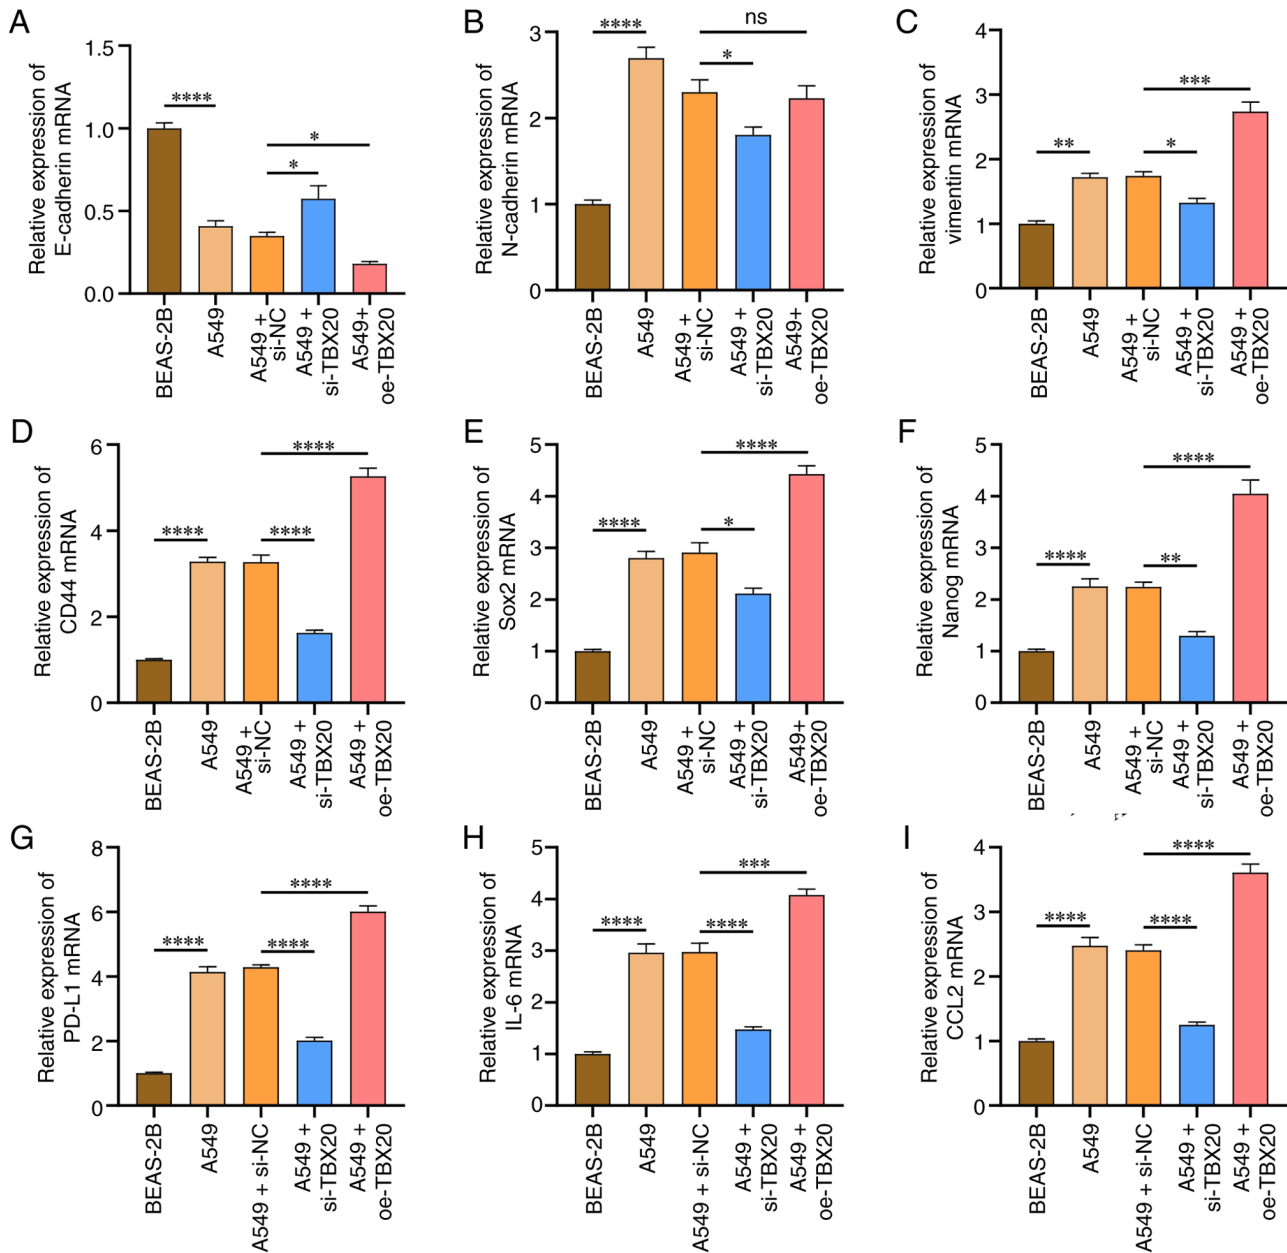 A
Relative expression of
E-cadherin mRNA
1.5
1.0
0.5
0.0
****
*
*
BEAS-2B
A549
A549 +
si-NC
A549 +
si-TBX20
A549+
oe-TBX20
B
Relative expression of
N-cadherin mRNA
3
2
1
0
****
ns
*
BEAS-2B
A549
A549 +
si-NC
A549 +
si-TBX20
A549+
oe-TBX20
C
Relative expression of
vimentin mRNA
4
3
2
1
0
***
**
*
BEAS-2B
A549
A549 +
si-NC
A549 +
si-TBX20
A549 +
oe-TBX20
D
Relative expression of
CD44 mRNA
6
4
2
0
****
****
****
BEAS-2B
A549
A549 +
si-NC
A549 +
si-TBX20
A549 +
oe-TBX20
E
Relative expression of
Sox2 mRNA
5
4
3
2
1
0
****
****
*
BEAS-2B
A549
A549 +
si-NC
A549 +
si-TBX20
A549+
oe-TBX20
F
Relative expression of
Nanog mRNA
5
4
3
2
1
0
****
****
**
BEAS-2B
A549
A549 +
si-NC
A549 +
si-TBX20
A549 +
oe-TBX20
G
Relative expression of
PD-L1 mRNA
8
6
4
2
0
****
****
****
BEAS-2B
A549
A549 + si-NC
A549 +
si-TBX20
A549 +
oe-TBX20
H
Relative expression of
IL-6 mRNA
5
4
3
2
1
0
***
****
****
BEAS-2B
A549
A549 + si-NC
A549 +
si-TBX20
A549 +
oe-TBX20
I
Relative expression of
CCL2 mRNA
4
3
2
1
0
****
****
****
BEAS-2B
A549
A549 + si-NC
A549 +
si-TBX20
A549 +
oe-TBX20